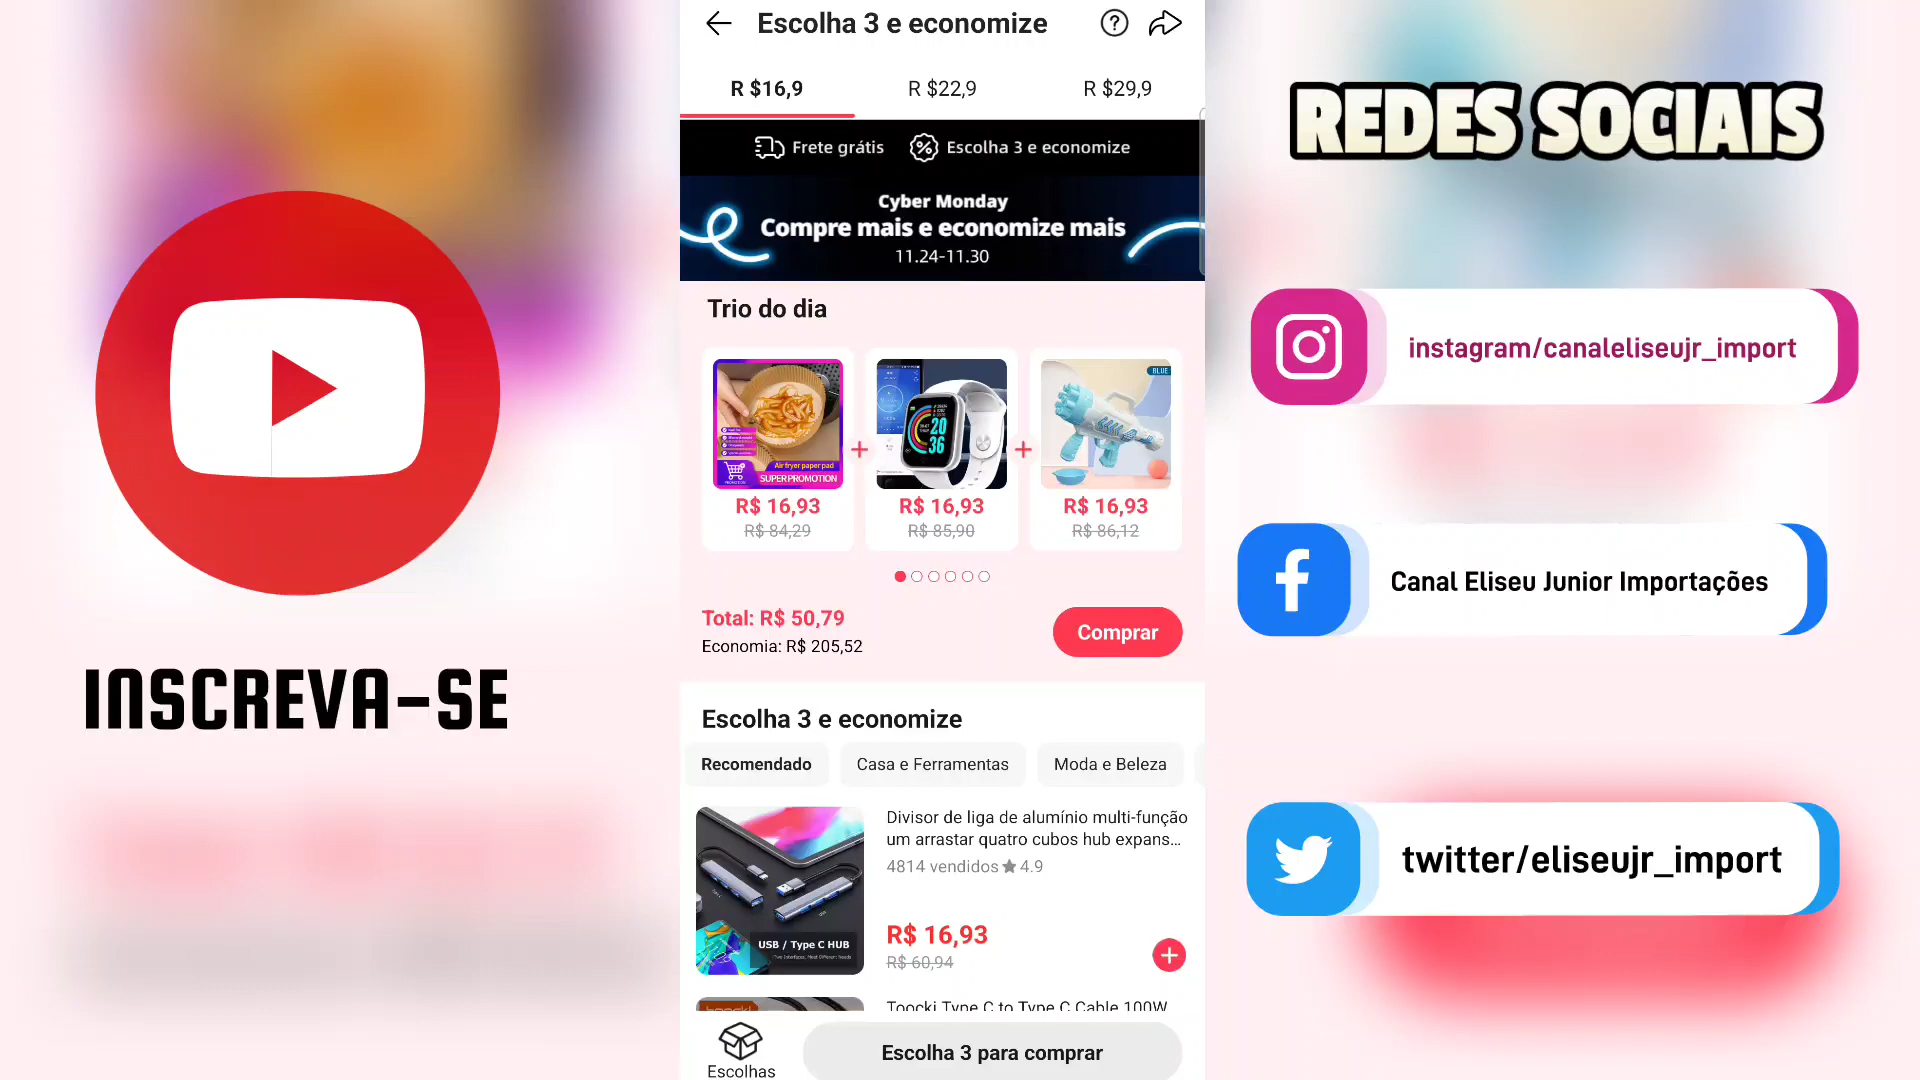 Escolha 3 e economize
R $16,9
R $22,9
R $29,9
Frete grátis
Escolha 3 e economize
Cyber Monday
Compre mais e economize mais
11.24-11.30
Trio do dia
Air fryer paper pad
SUPER PROMOTION
20
36
BLUE
R$ 16,93
R$ 84,29
R$ 16,93
R$ 85,90
R$ 16,93
R$ 86,12
Total: R$ 50,79
Economia: R$ 205,52
Comprar
Escolha 3 e economize
Recomendado
Casa e Ferramentas
Moda e Beleza
USB / Type C HUB
Divisor de liga de alumínio multi-função
um arrastar quatro cubos hub expans...
4814 vendidos ★ 4.9
R$ 16,93
R$ 60,94
Toocki Type C to Type C Cable 100W
Escolhas
Escolha 3 para comprar
INSCREVA-SE
REDES SOCIAIS
instagram/canaleliseujr_import
Canal Eliseu Junior Importações
twitter/eliseujr_import